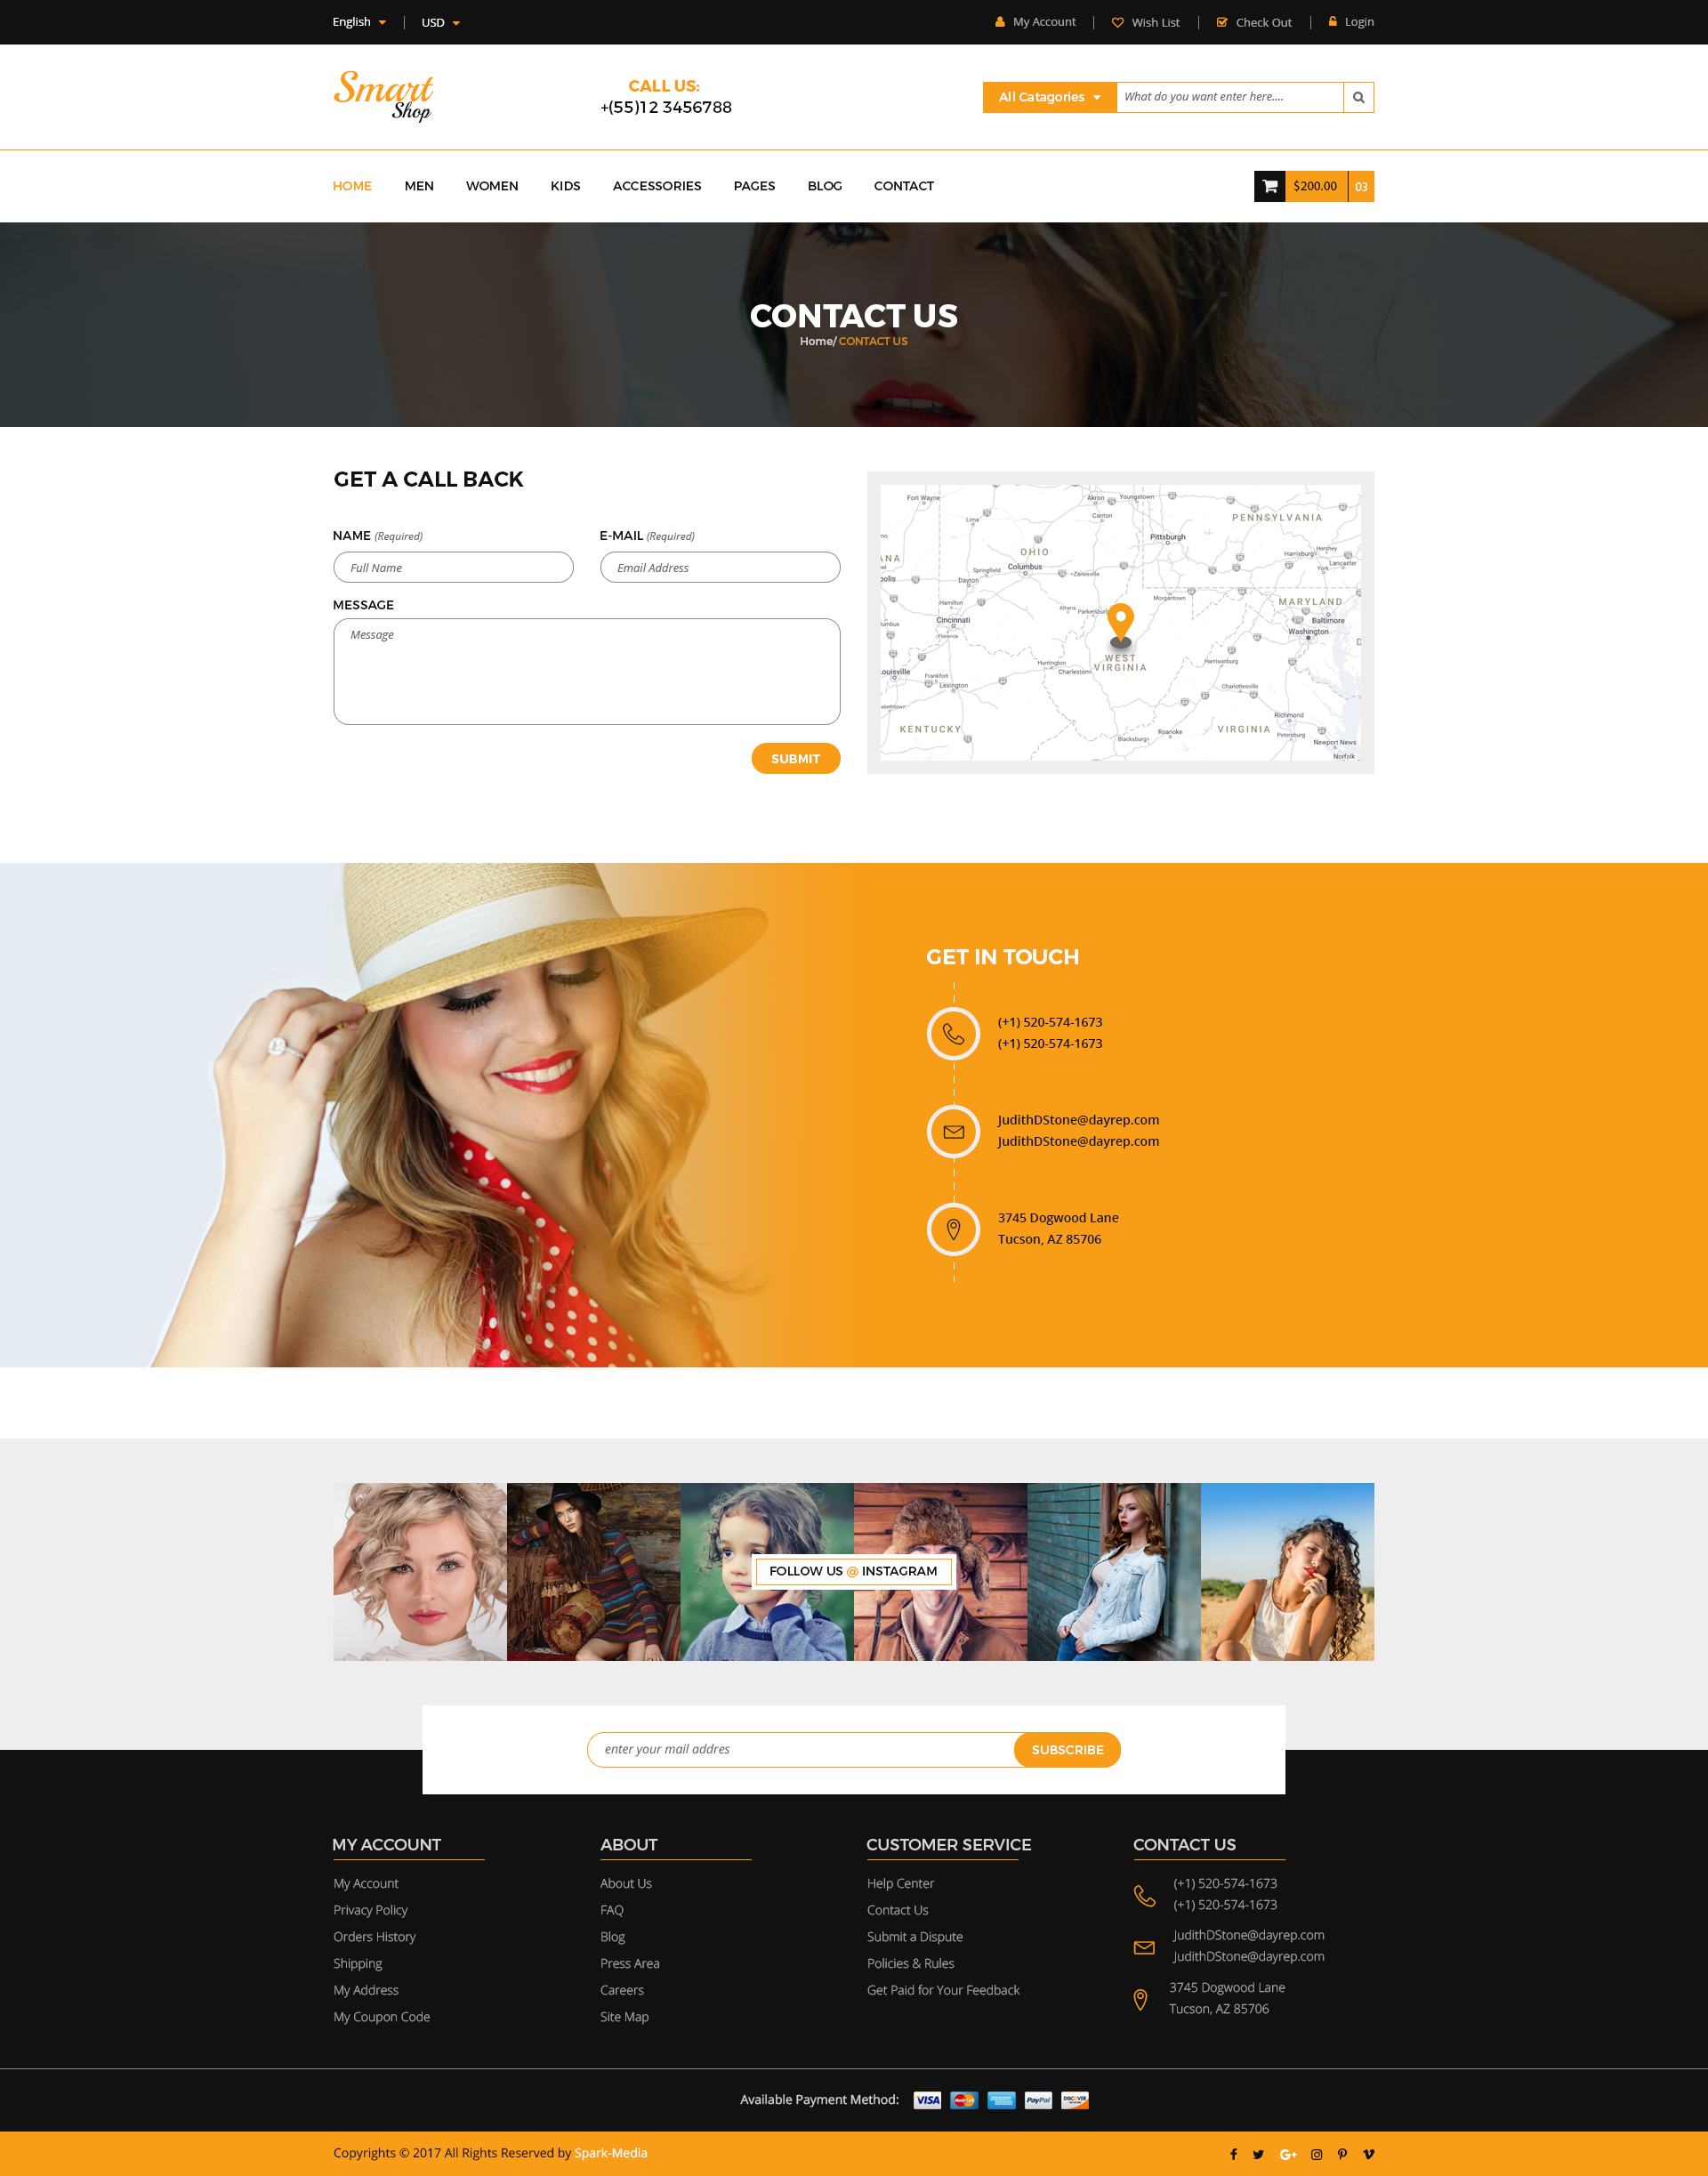 English
USD
My Account
Wish List
Check Out
Login
Smart
Shop
CALL US:
+(55)12 3456788
All Catagories
What do you want enter here....
HOME
MEN
WOMEN
KIDS
ACCESSORIES
PAGES
BLOG
CONTACT
$200.00
03
CONTACT US
Home/ CONTACT US
GET A CALL BACK
NAME (Required)
E-MAIL (Required)
Full Name
Email Address
MESSAGE
Message
SUBMIT
Fort Wayne
Akron
Youngstown
Lima
Canton
Pittsburgh
PENNSYLVANIA
OHIO
Harrisburg
Hershey
Lancaster
York
Springfield
Columbus
Dayton
Zanesville
Hamilton
Athens
Parkersburg
Morgantown
MARYLAND
Baltimore
Cincinnati
Florence
Washington
WEST
VIRGINIA
Huntington
Charleston
Harrisonburg
Frankfort
Lexington
Charlottesville
KENTUCKY
Richmond
VIRGINIA
Blacksburg
Roanoke
Petersburg
Newport News
Norfolk
GET IN TOUCH
(+1) 520-574-1673
(+1) 520-574-1673
JudithDStone@dayrep.com
JudithDStone@dayrep.com
3745 Dogwood Lane
Tucson, AZ 85706
FOLLOW US @ INSTAGRAM
enter your mail addres
SUBSCRIBE
MY ACCOUNT
My Account
Privacy Policy
Orders History
Shipping
My Address
My Coupon Code
ABOUT
About Us
FAQ
Blog
Press Area
Careers
Site Map
CUSTOMER SERVICE
Help Center
Contact Us
Submit a Dispute
Policies & Rules
Get Paid for Your Feedback
CONTACT US
(+1) 520-574-1673
(+1) 520-574-1673
JudithDStone@dayrep.com
JudithDStone@dayrep.com
3745 Dogwood Lane
Tucson, AZ 85706
Available Payment Method:
VISA
MasterCard
PayPal
DISCOVER
Copyrights © 2017 All Rights Reserved by Spark-Media